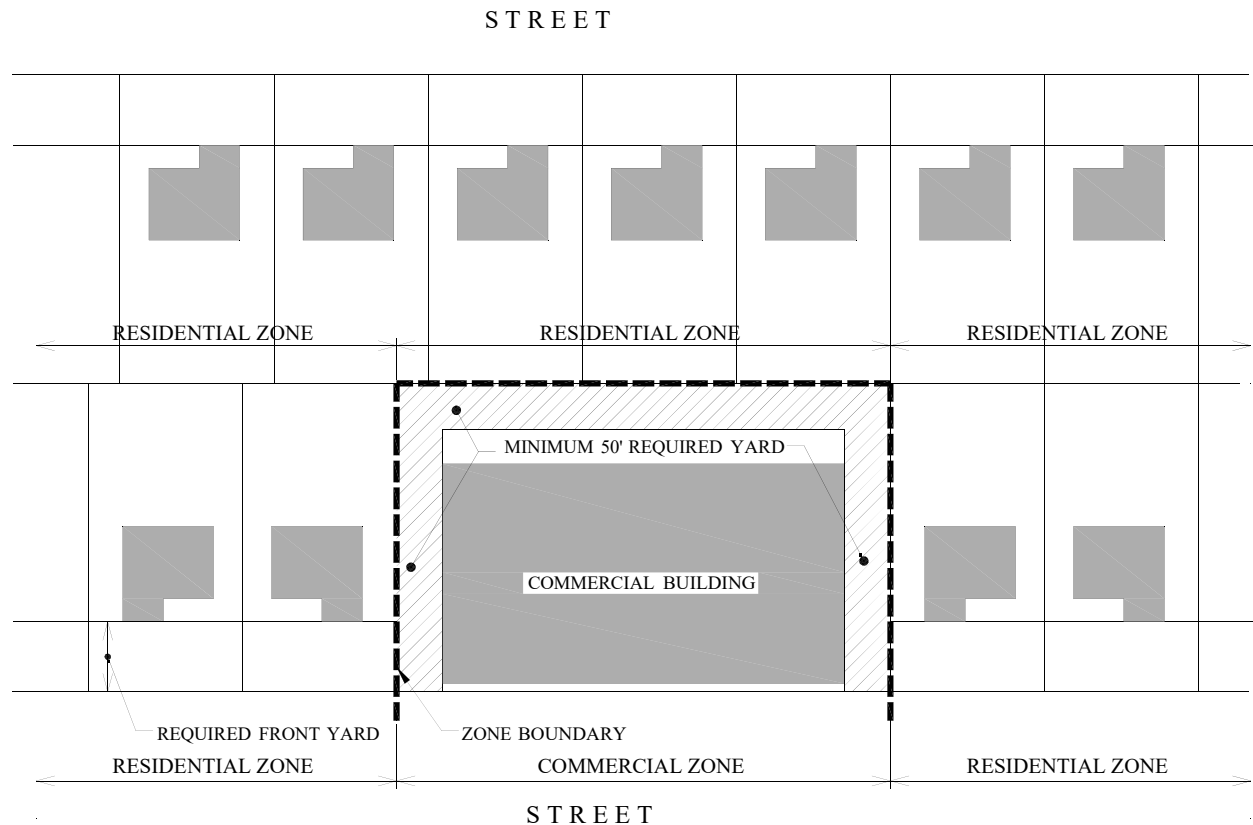 STREET
RESIDENTIAL ZONE
RESIDENTIAL ZONE
RESIDENTIAL ZONE
MINIMUM 50' REQUIRED YARD
COMMERCIAL BUILDING
REQUIRED FRONT YARD
ZONE BOUNDARY
RESIDENTIAL ZONE
COMMERCIAL ZONE
RESIDENTIAL ZONE
STREET